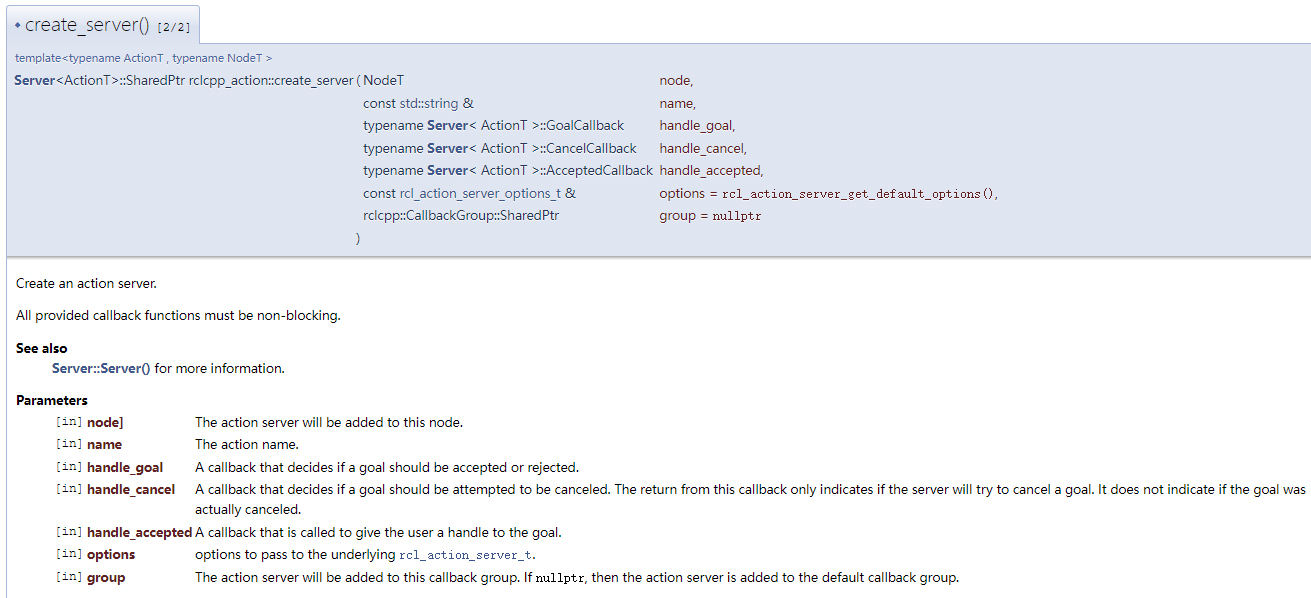 ◆ create_server() [2/2]
template<typename ActionT , typename NodeT >
Server<ActionT>::SharedPtr rclcpp_action::create_server ( NodeT node,
const std::string & name,
typename Server< ActionT >::GoalCallback handle_goal,
typename Server< ActionT >::CancelCallback handle_cancel,
typename Server< ActionT >::AcceptedCallback handle_accepted,
const rcl_action_server_options_t & options = rcl_action_server_get_default_options(),
rclcpp::CallbackGroup::SharedPtr group = nullptr
)
Create an action server.
All provided callback functions must be non-blocking.
See also
Server::Server() for more information.
Parameters
[in] node] The action server will be added to this node.
[in] name The action name.
[in] handle_goal A callback that decides if a goal should be accepted or rejected.
[in] handle_cancel A callback that decides if a goal should be attempted to be canceled. The return from this callback only indicates if the server will try to cancel a goal. It does not indicate if the goal was
actually canceled.
[in] handle_accepted A callback that is called to give the user a handle to the goal.
[in] options options to pass to the underlying rcl_action_server_t.
[in] group The action server will be added to this callback group. If nullptr, then the action server is added to the default callback group.